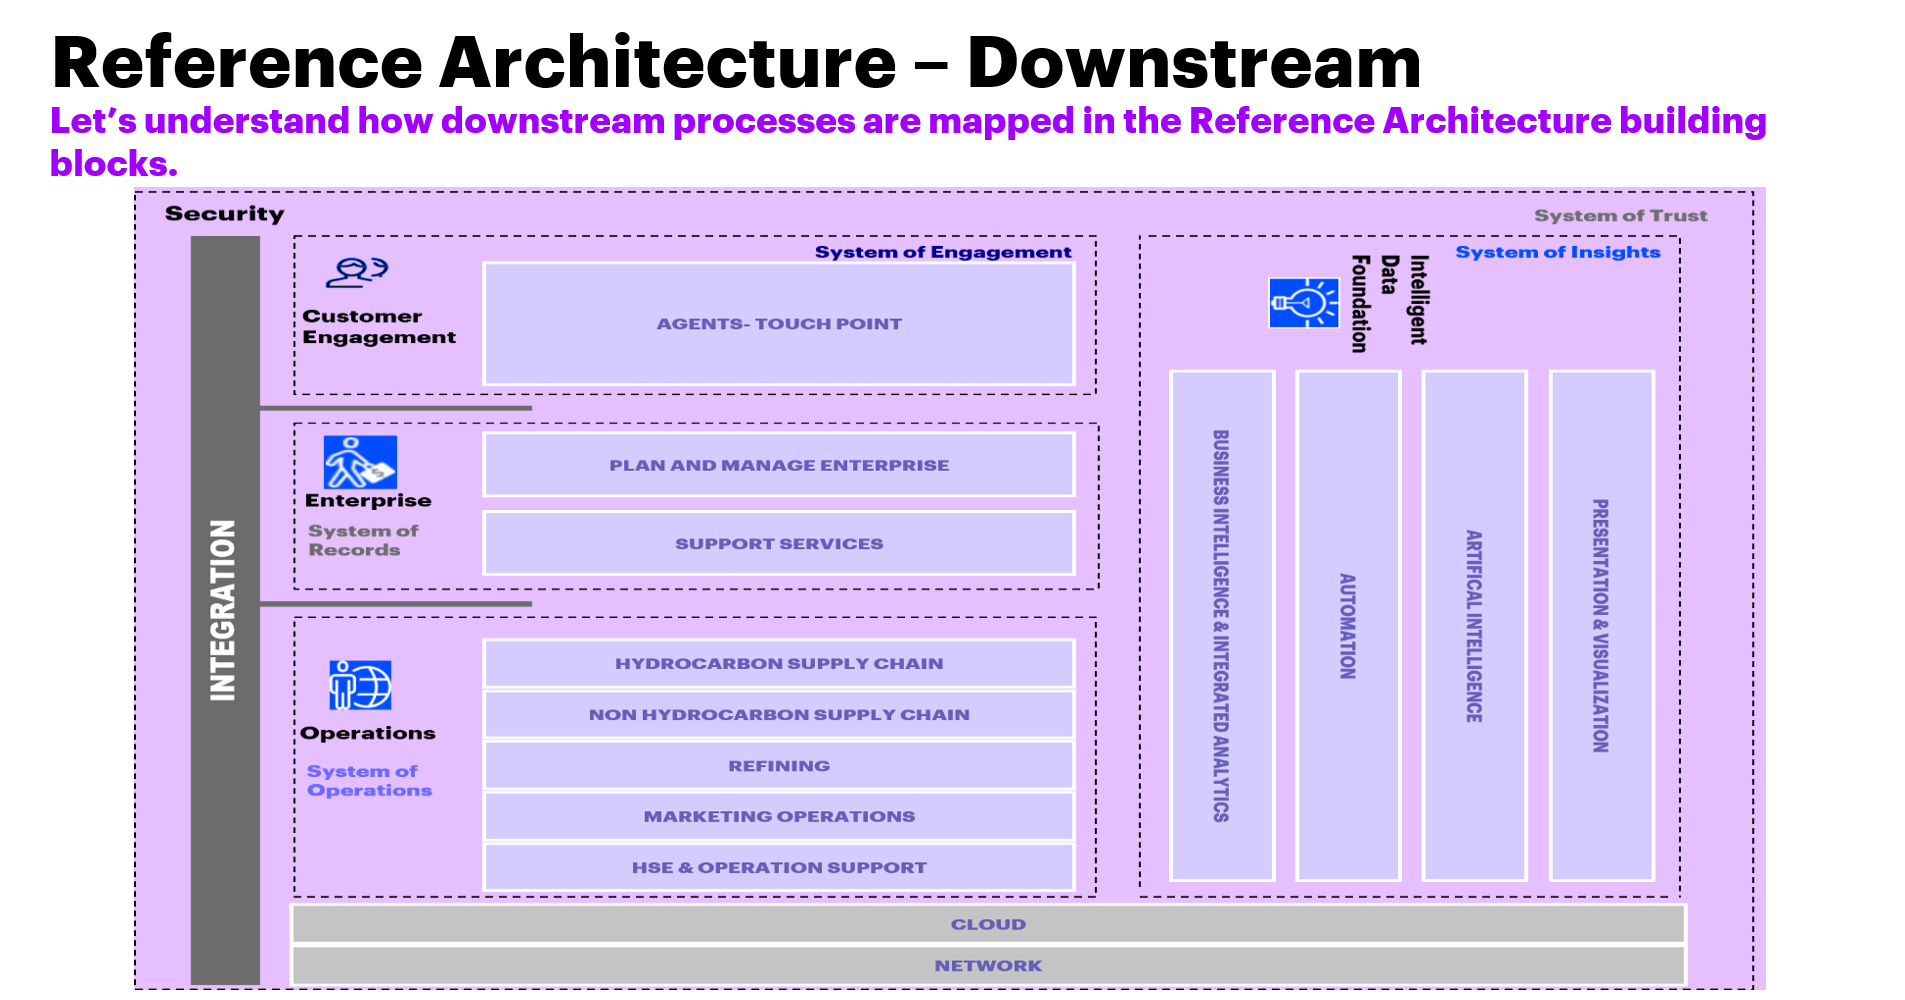 Reference Architecture – Downstream
Let’s understand how downstream processes are mapped in the Reference Architecture building
blocks.
Security
System of Trust
INTEGRATION
System of Engagement
Customer
Engagement
AGENTS- TOUCH POINT
Enterprise
System of
Records
PLAN AND MANAGE ENTERPRISE
SUPPORT SERVICES
Operations
System of
Operations
HYDROCARBON SUPPLY CHAIN
NON HYDROCARBON SUPPLY CHAIN
REFINING
MARKETING OPERATIONS
HSE & OPERATION SUPPORT
System of Insights
Intelligent
Data
Foundation
BUSINESS INTELLIGENCE & INTEGRATED ANALYTICS
AUTOMATION
ARTIFICAL INTELLIGENCE
PRESENTATION & VISUALIZATION
CLOUD
NETWORK